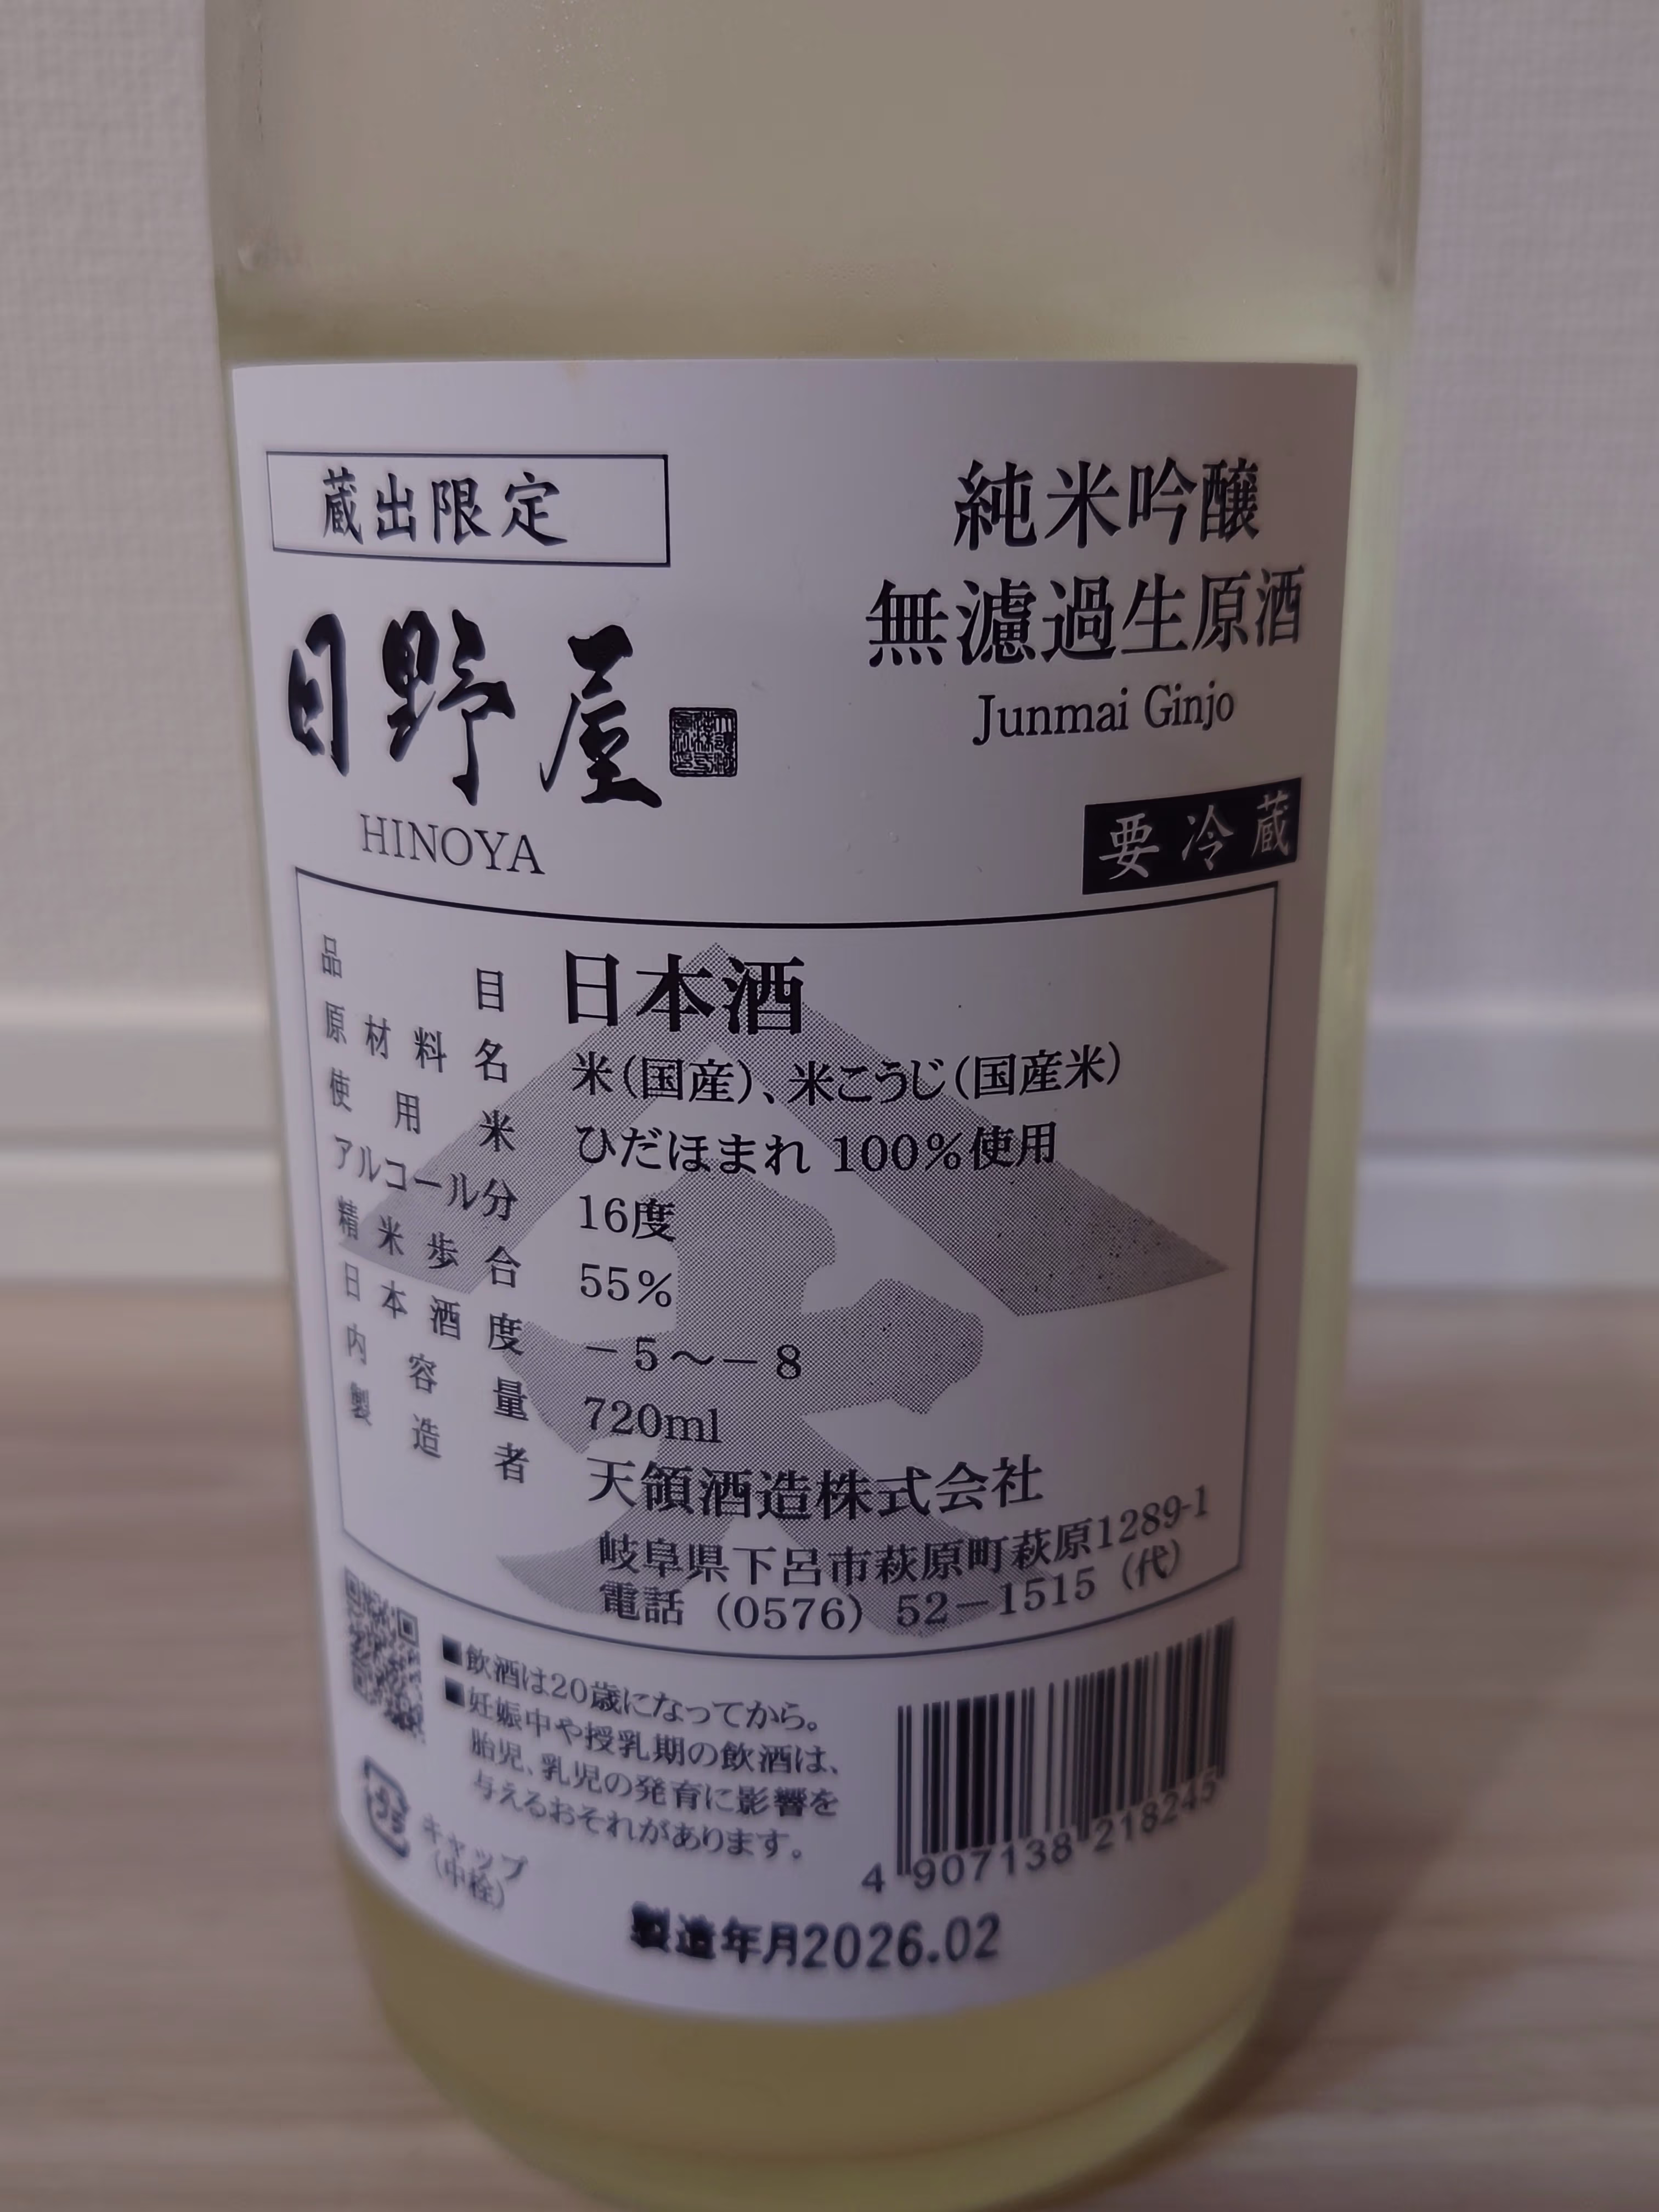 蔵出限定
日野屋
HINOYA
純米吟醸
無濾過生原酒
Junmai Ginjo
要冷蔵
品目 日本酒
原材料名 米(国産)、米こうじ(国産米)
使用米 ひだほまれ 100%使用
アルコール分 16度
精米歩合 55%
日本酒度 －5～－8
内容量 720ml
製造者 天領酒造株式会社
岐阜県下呂市萩原町萩原1289-1
電話 (0576) 52－1515 (代)
■飲酒は20歳になってから。
■妊娠中や授乳期の飲酒は、
胎児、乳児の発育に影響を
与えるおそれがあります。
キャップ
(中栓)
4 907138 218245
製造年月2026.02